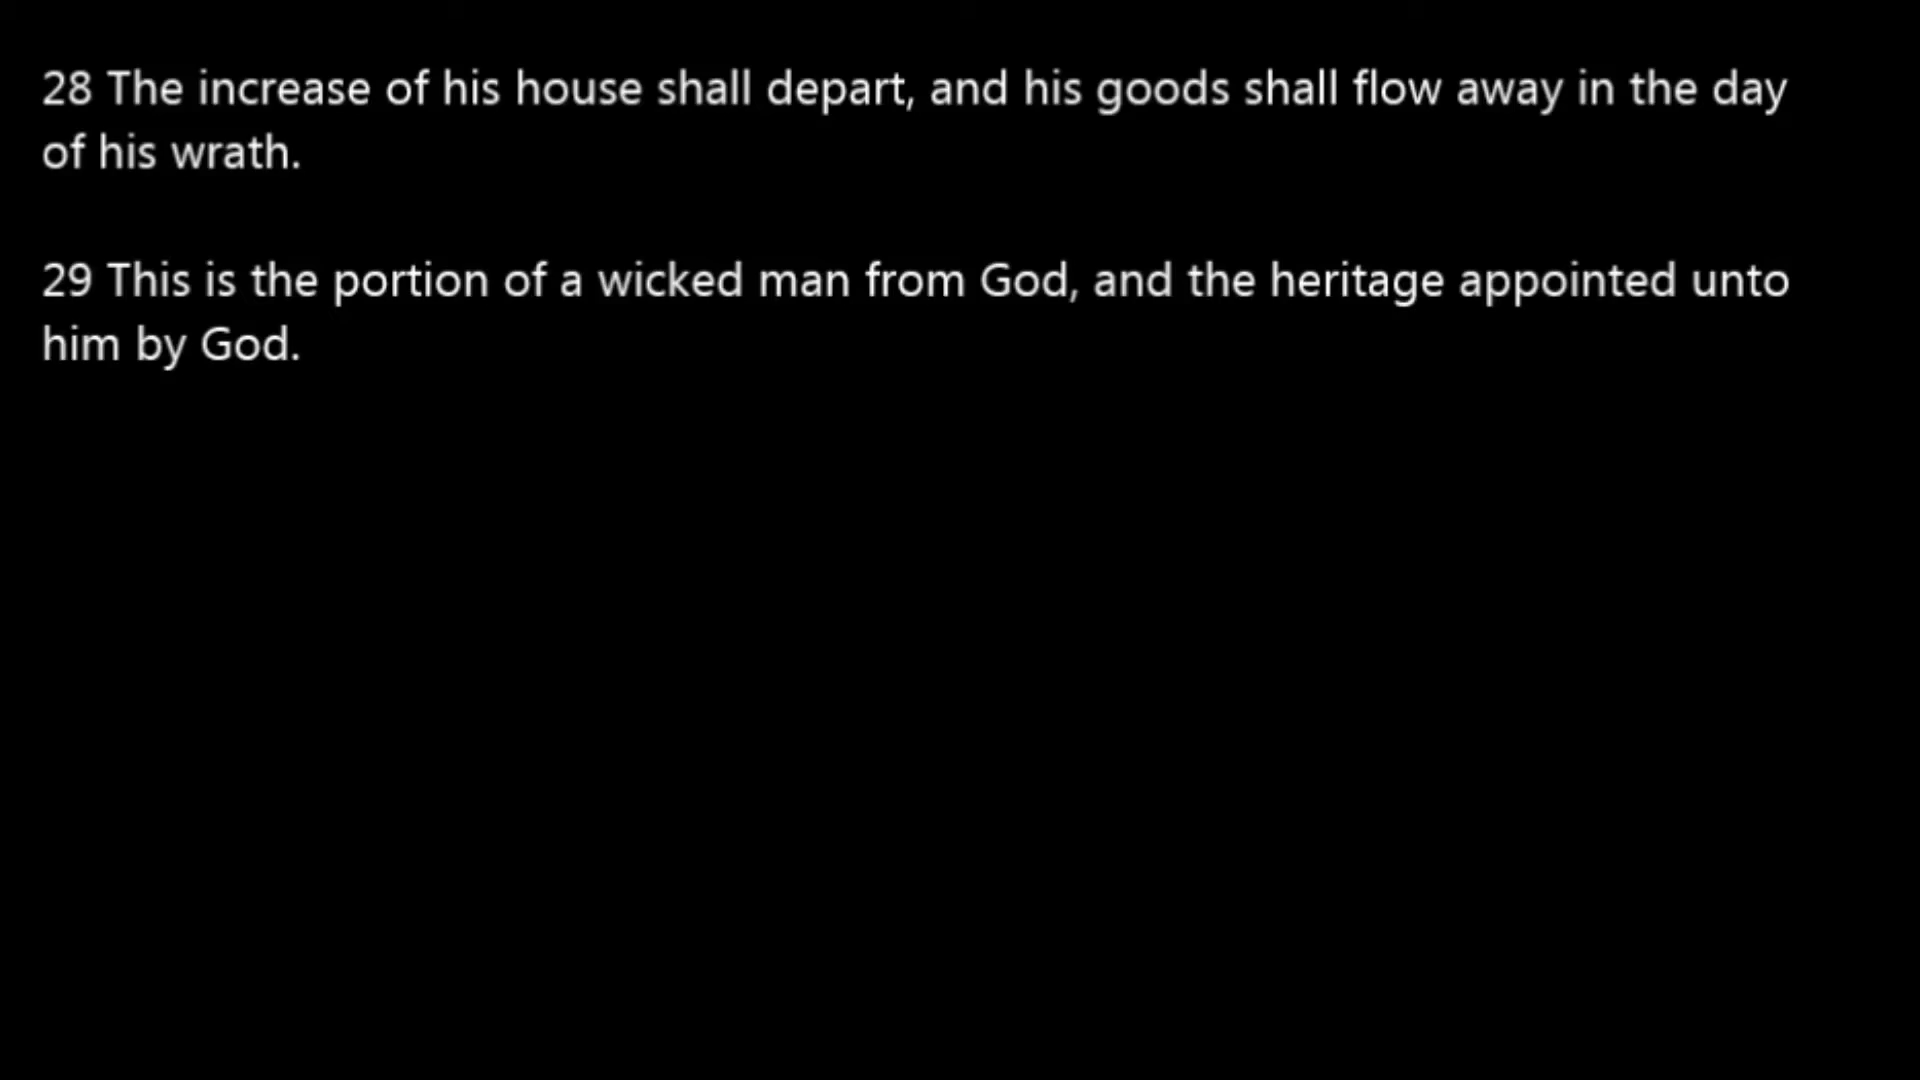 28 The increase of his house shall depart, and his goods shall flow away in the day
of his wrath.
29 This is the portion of a wicked man from God, and the heritage appointed unto
him by God.